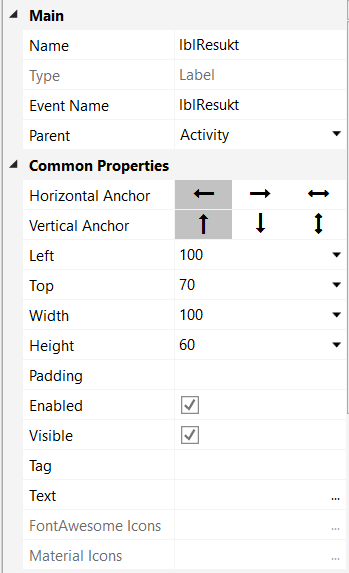 Main
Name lblResukt
Type Label
Event Name lblResukt
Parent Activity
Common Properties
Horizontal Anchor
Vertical Anchor
Left 100
Top 70
Width 100
Height 60
Padding
Enabled
Visible
Tag
Text ...
FontAwesome Icons ...
Material Icons ...